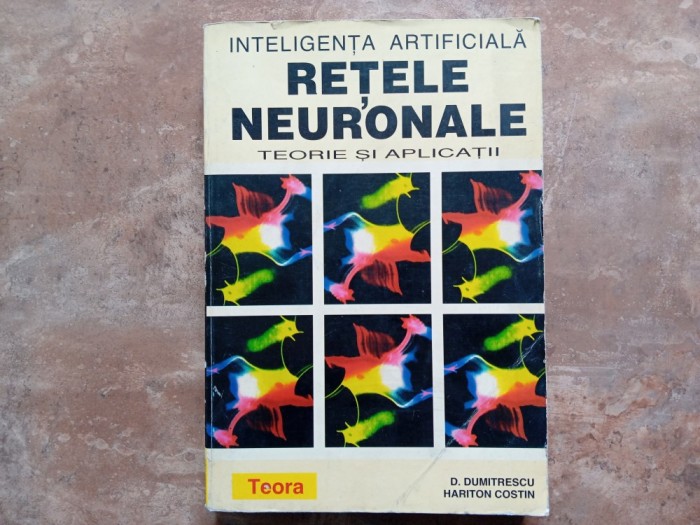 INTELIGENȚA ARTIFICIALĂ
REȚELE
NEURONALE
TEORIE ȘI APLICAȚII
Teora
D. DUMITRESCU
HARITON COSTIN